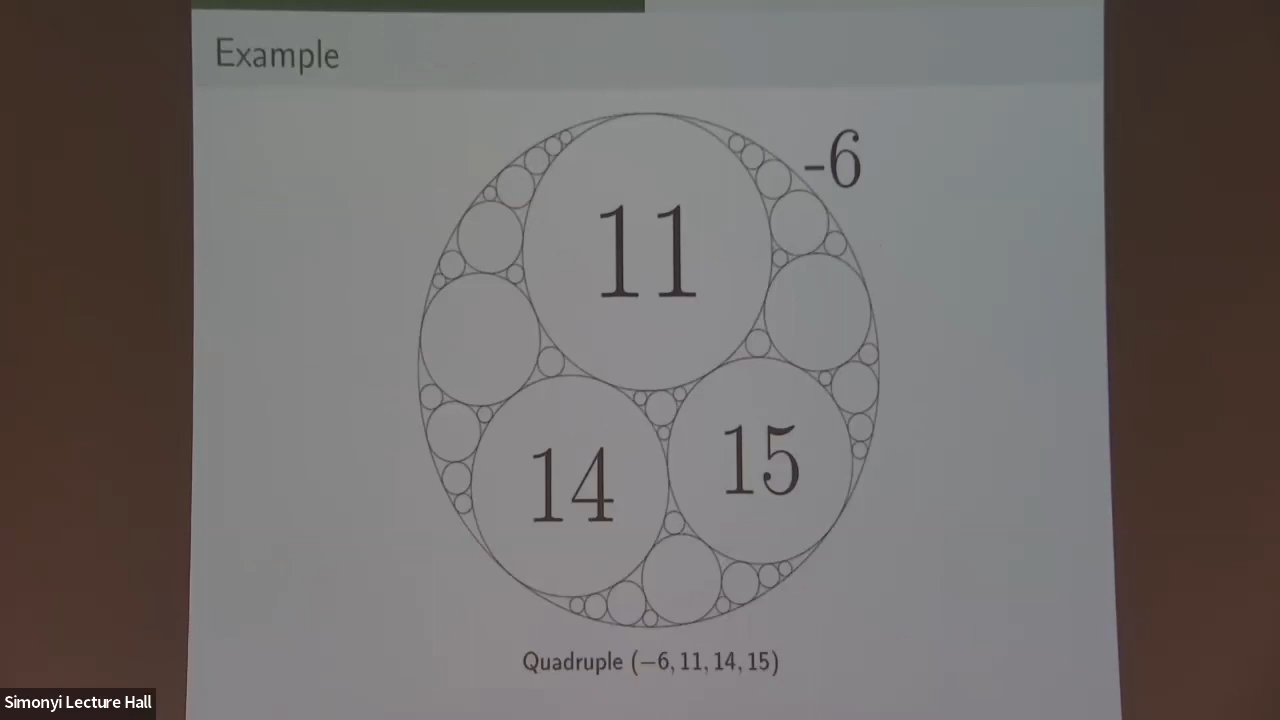 Example
-6
11
14
15
Quadruple (−6, 11, 14, 15)
Simonyi Lecture Hall